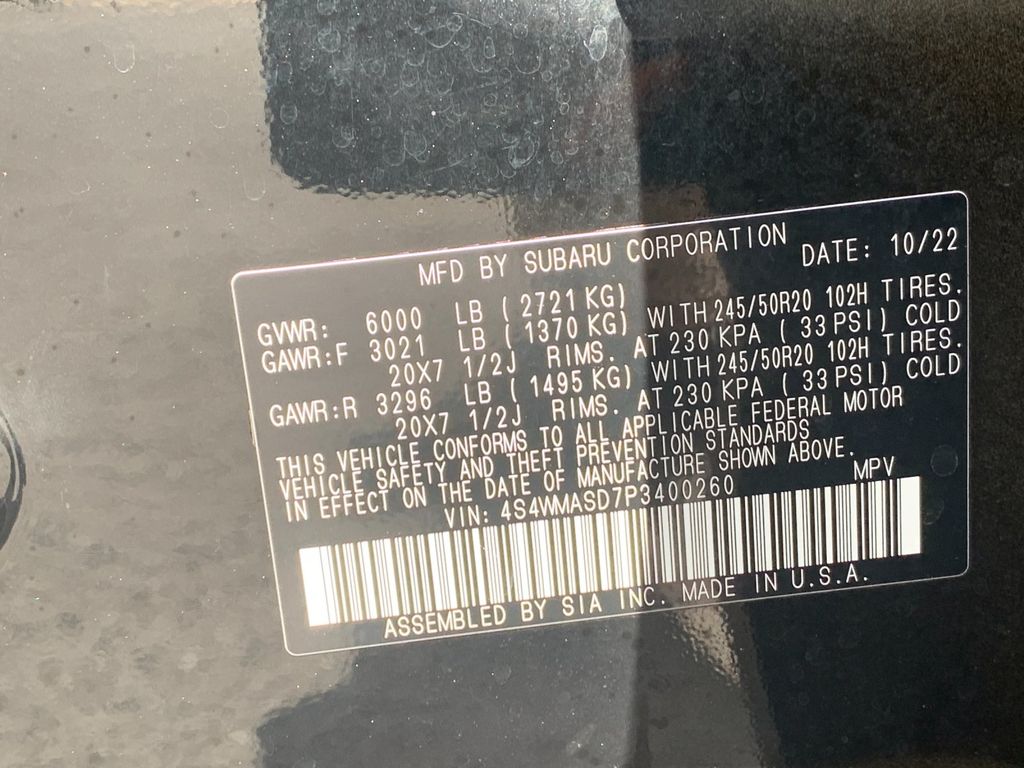 MFD BY SUBARU CORPORATION DATE: 10/22
GVWR: 6000 LB (2721 KG)
GAWR:F 3021 LB (1370 KG) WITH 245/50R20 102H TIRES.
20X7 1/2J RIMS. AT 230 KPA (33 PSI) COLD
GAWR:R 3296 LB (1495 KG) WITH 245/50R20 102H TIRES.
20X7 1/2J RIMS. AT 230 KPA (33 PSI) COLD
THIS VEHICLE CONFORMS TO ALL APPLICABLE FEDERAL MOTOR
VEHICLE SAFETY AND THEFT PREVENTION STANDARDS
IN EFFECT ON THE DATE OF MANUFACTURE SHOWN ABOVE.
VIN: 4S4WMASD7P3400260 MPV
ASSEMBLED BY SIA INC. MADE IN U.S.A.